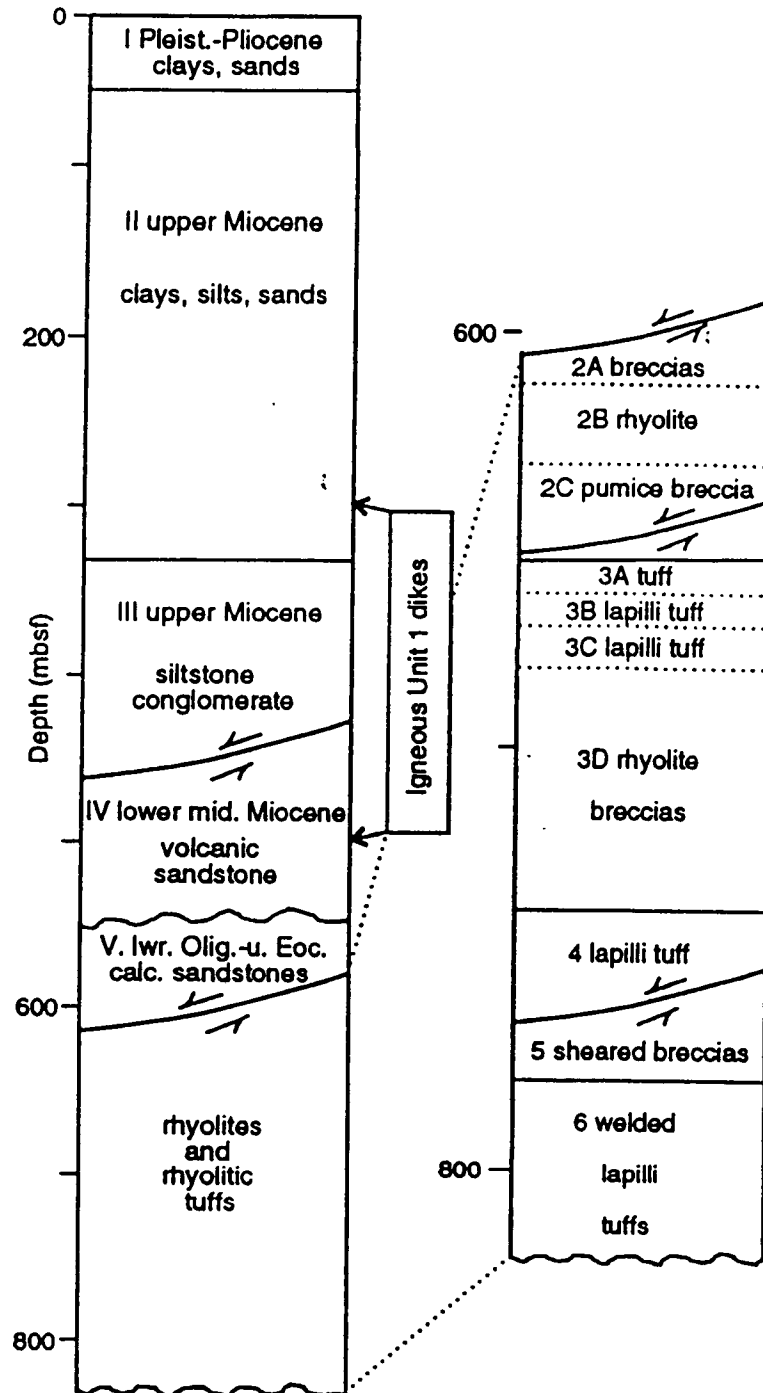 0
I Pleist.-Pliocene
clays, sands
II upper Miocene
clays, silts, sands
200
Depth (mbsf)
III upper Miocene
siltstone
conglomerate
IV lower mid. Miocene
volcanic
sandstone
V. lwr. Olig.-u. Eoc.
calc. sandstones
600
rhyolites
and
rhyolitic
tuffs
800
Igneous Unit 1 dikes
600
2A breccias
2B rhyolite
2C pumice breccia
3A tuff
3B lapilli tuff
3C lapilli tuff
3D rhyolite
breccias
4 lapilli tuff
5 sheared breccias
800
6 welded
lapilli
tuffs